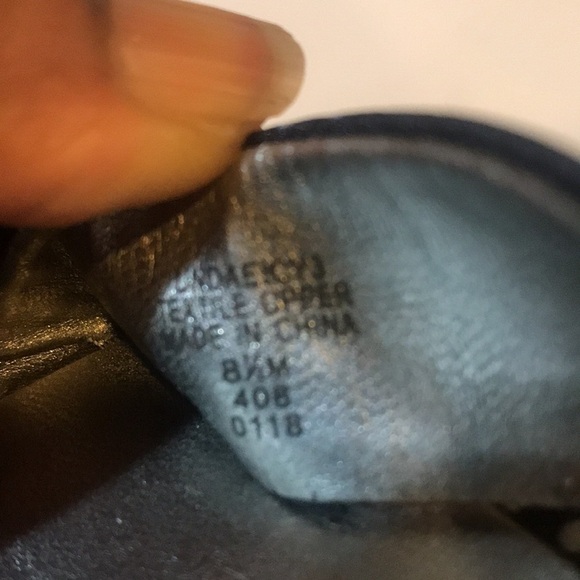 TEXTILE UPPER
MADE IN CHINA
8½M
408
0118